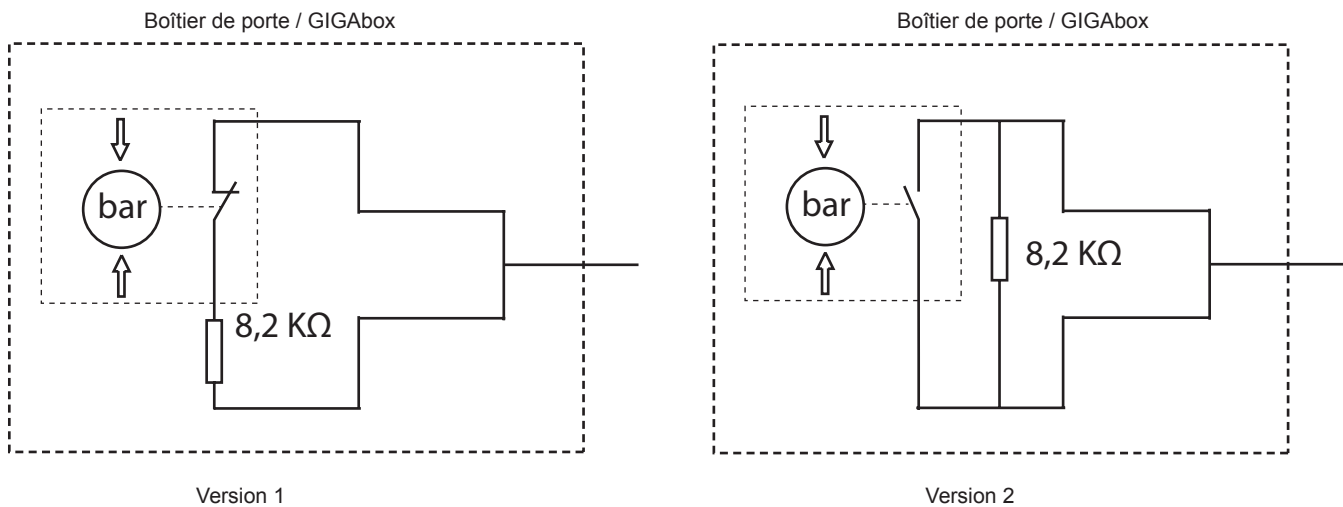 Boîtier de porte / GIGAbox
bar
8,2 KΩ
Version 1
Boîtier de porte / GIGAbox
bar
8,2 KΩ
Version 2